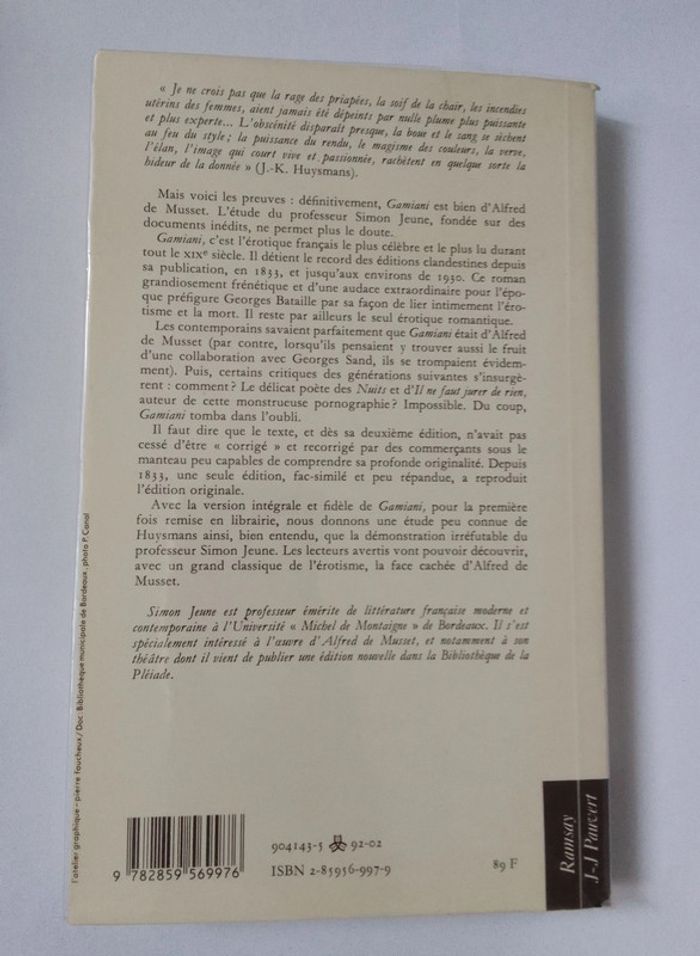 « Je ne crois pas que la rage des priapées, la soif de la chair, les incendies
utérins des femmes, aient jamais été dépeints par nulle plume plus puissante
et plus experte... L'obscénité disparaît presque, la boue et le sang se sèchent
au feu du style ; la puissance du rendu, le magisme des couleurs, la verve,
l'élan, l'image qui court vive et passionnée, rachètent en quelque sorte la
hideur de la donnée » (J.-K. Huysmans).
Mais voici les preuves : définitivement, Gamiani est bien d'Alfred
de Musset. L'étude du professeur Simon Jeune, fondée sur des
documents inédits, ne permet plus le doute.
Gamiani, c'est l'érotique français le plus célèbre et le plus lu durant
tout le XIXe siècle. Il détient le record des éditions clandestines depuis
sa publication, en 1833, et jusqu'aux environs de 1930. Ce roman
grandiosement frénétique et d'une audace extraordinaire pour l'épo-
que préfigure Georges Bataille par sa façon de lier intimement l'éro-
tisme et la mort. Il reste par ailleurs le seul érotique romantique.
Les contemporains savaient parfaitement que Gamiani était d'Alfred
de Musset (par contre, lorsqu'ils pensaient y trouver aussi le fruit
d'une collaboration avec Georges Sand, ils se trompaient évidem-
ment). Puis, certains critiques des générations suivantes s'insurgè-
rent : comment ? Le délicat poète des Nuits et d'Il ne faut jurer de rien,
auteur de cette monstrueuse pornographie ? Impossible. Du coup,
Gamiani tomba dans l'oubli.
Il faut dire que le texte, et dès sa deuxième édition, n'avait pas
cessé d'être « corrigé » et recorrigé par des commerçants sous le
manteau peu capables de comprendre sa profonde originalité. Depuis
1833, une seule édition, fac-similé et peu répandue, a reproduit
l'édition originale.
Avec la version intégrale et fidèle de Gamiani, pour la première
fois remise en librairie, nous donnons une étude peu connue de
Huysmans ainsi, bien entendu, que la démonstration irréfutable du
professeur Simon Jeune. Les lecteurs avertis vont pouvoir découvrir,
avec un grand classique de l'érotisme, la face cachée d'Alfred de
Musset.
Simon Jeune est professeur émérite de littérature française moderne et
contemporaine à l'Université « Michel de Montaigne » de Bordeaux. Il s'est
spécialement intéressé à l'œuvre d'Alfred de Musset, et notamment à son
théâtre dont il vient de publier une édition nouvelle dans la Bibliothèque de la
Pléiade.
l'atelier graphique - pierre faucheux / Doc: Bibliothèque municipale de Bordeaux, photo P. Canal
9 782859 569976
904143-5 92-02
ISBN 2-85956-997-9
89 F
Ramsay
J-J Pauvert